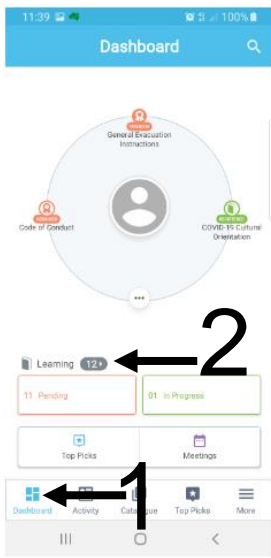 11:39 100%
Dashboard
General Evacuation
Instructions
Code of Conduct
COVID-19 Cultural
Orientation
Learning 12
2
11 Pending
01 In Progress
Top Picks
Meetings
1
Dashboard Activity Catalogue Top Picks More